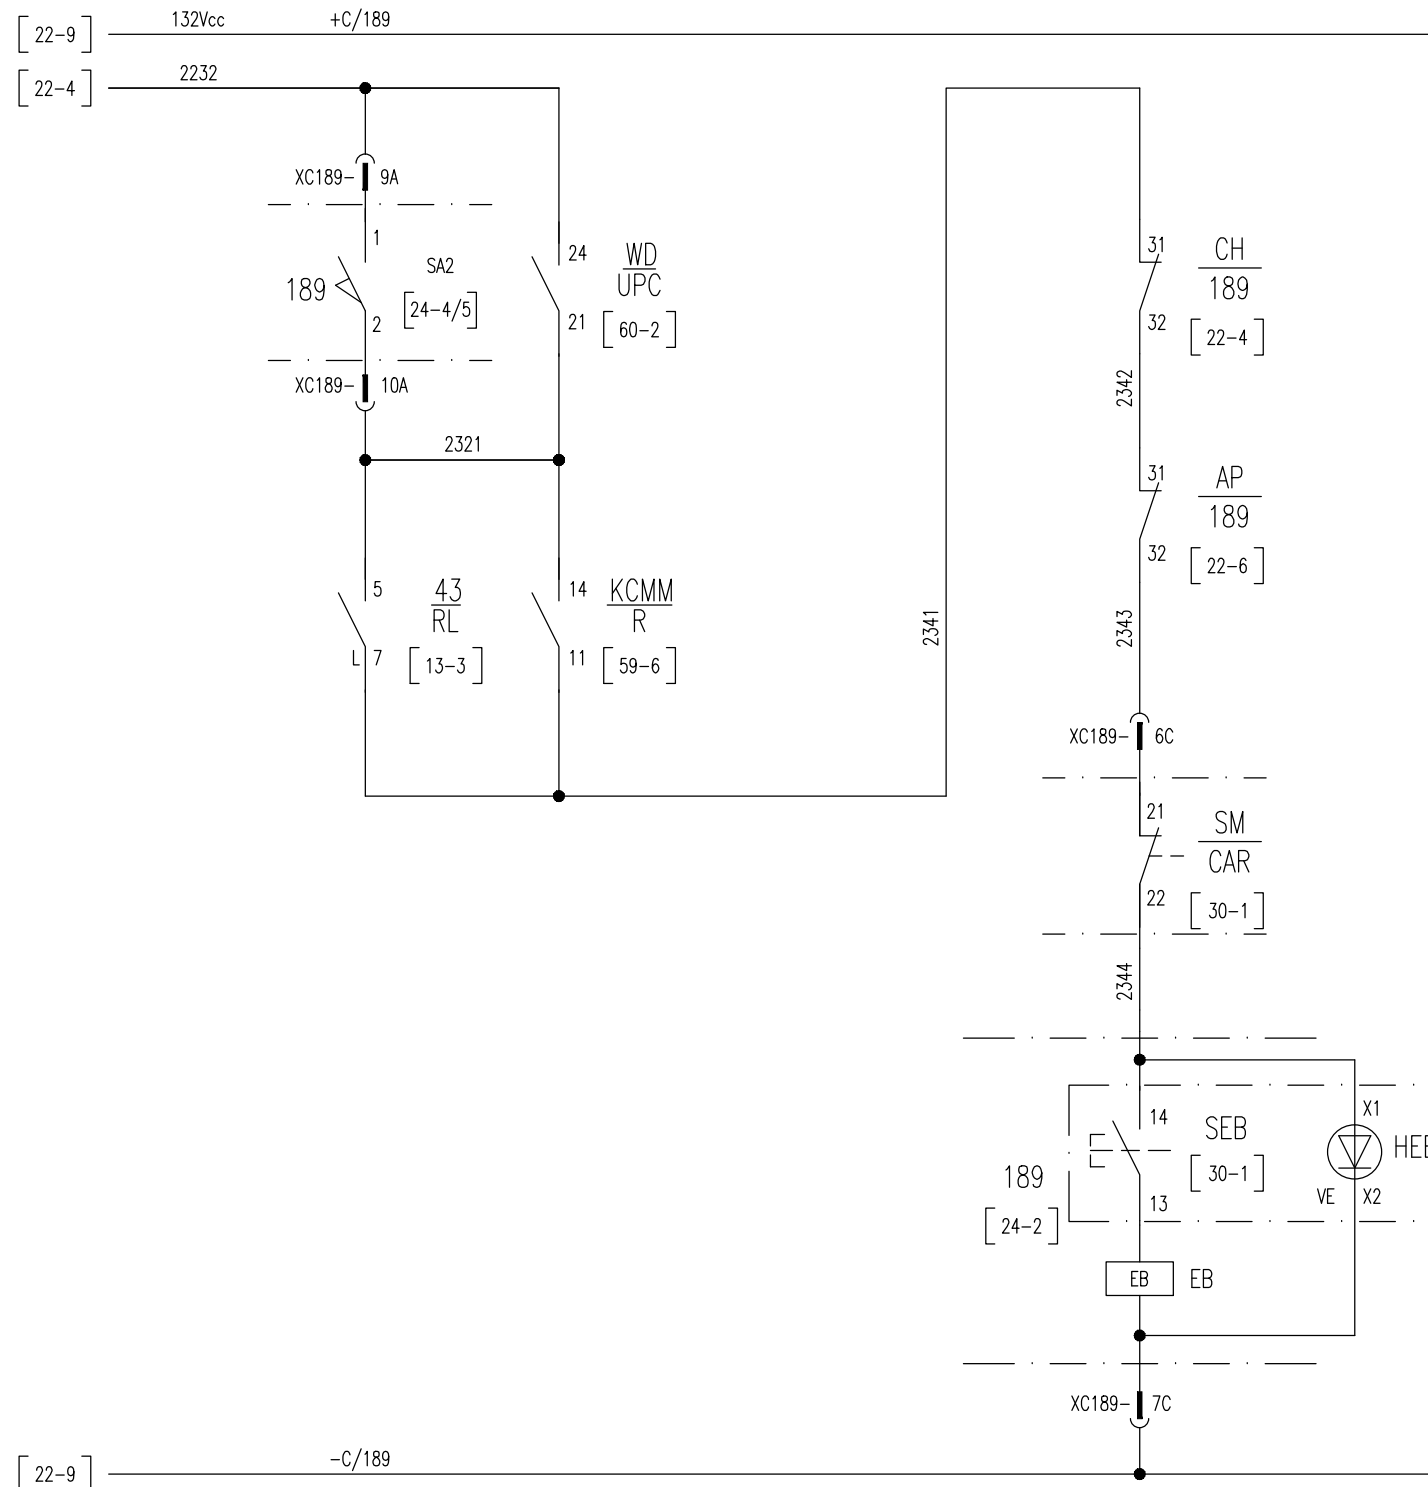 132Vcc +C/189
22-9
2232
22-4
XC189- 9A
1
24 WD
UPC
SA2
189
24-4/5
2
21 60-2
XC189- 10A
2321
31 CH
189
32 22-4
2342
31 AP
189
32 22-6
5 43
RL
14 KCMM
R
L 7 13-3
11 59-6
2341
2343
XC189- 6C
21 SM
CAR
22 30-1
2344
14 SEB
X1
189
30-1
VE X2
24-2
13
EB EB
XC189- 7C
-C/189
22-9